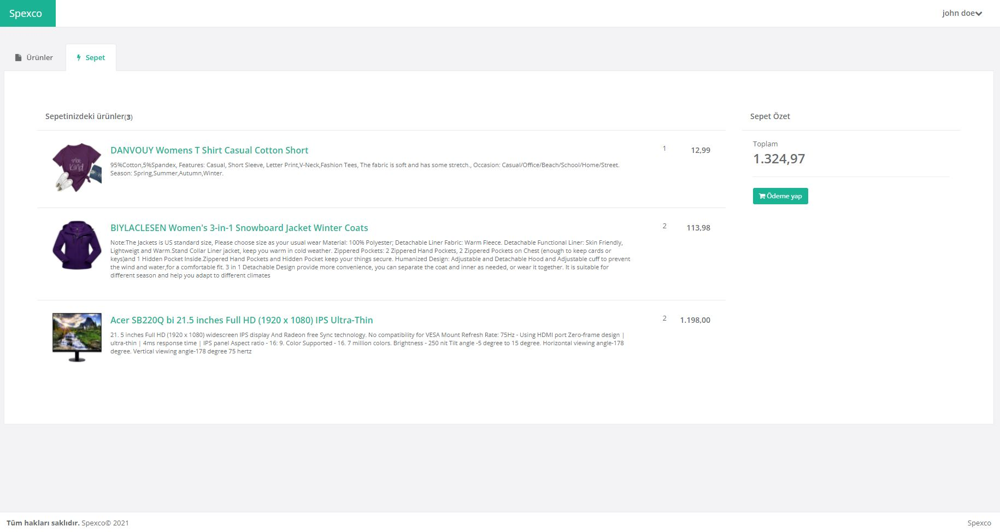 Spexco
john doe
Ürünler
Sepet
Sepetinizdeki ürünler(3)
DANVOUY Womens T Shirt Casual Cotton Short
1
12,99
95%Cotton,5%Spandex, Features: Casual, Short Sleeve, Letter Print,V-Neck,Fashion Tees, The fabric is soft and has some stretch., Occasion: Casual/Office/Beach/School/Home/Street.
Season: Spring,Summer,Autumn,Winter.
BIYLACLESEN Women's 3-in-1 Snowboard Jacket Winter Coats
2
113,98
Note:The Jackets is US standard size, Please choose size as your usual wear Material: 100% Polyester; Detachable Liner Fabric: Warm Fleece. Detachable Functional Liner: Skin Friendly,
Lightweigt and Warm.Stand Collar Liner jacket, keep you warm in cold weather. Zippered Pockets: 2 Zippered Hand Pockets, 2 Zippered Pockets on Chest (enough to keep cards or
keys)and 1 Hidden Pocket Inside.Zippered Hand Pockets and Hidden Pocket keep your things secure. Humanized Design: Adjustable and Detachable Hood and Adjustable cuff to prevent
the wind and water,for a comfortable fit. 3 in 1 Detachable Design provide more convenience, you can separate the coat and inner as needed, or wear it together. It is suitable for
different season and help you adapt to different climates
Acer SB220Q bi 21.5 inches Full HD (1920 x 1080) IPS Ultra-Thin
2
1.198,00
21. 5 inches Full HD (1920 x 1080) widescreen IPS display And Radeon free Sync technology. No compatibility for VESA Mount Refresh Rate: 75Hz - Using HDMI port Zero-frame design |
ultra-thin | 4ms response time | IPS panel Aspect ratio - 16: 9. Color Supported - 16. 7 million colors. Brightness - 250 nit Tilt angle -5 degree to 15 degree. Horizontal viewing angle-178
degree. Vertical viewing angle-178 degree 75 hertz
Sepet Özet
Toplam
1.324,97
Ödeme yap
Tüm hakları saklıdır. Spexco© 2021
Spexco